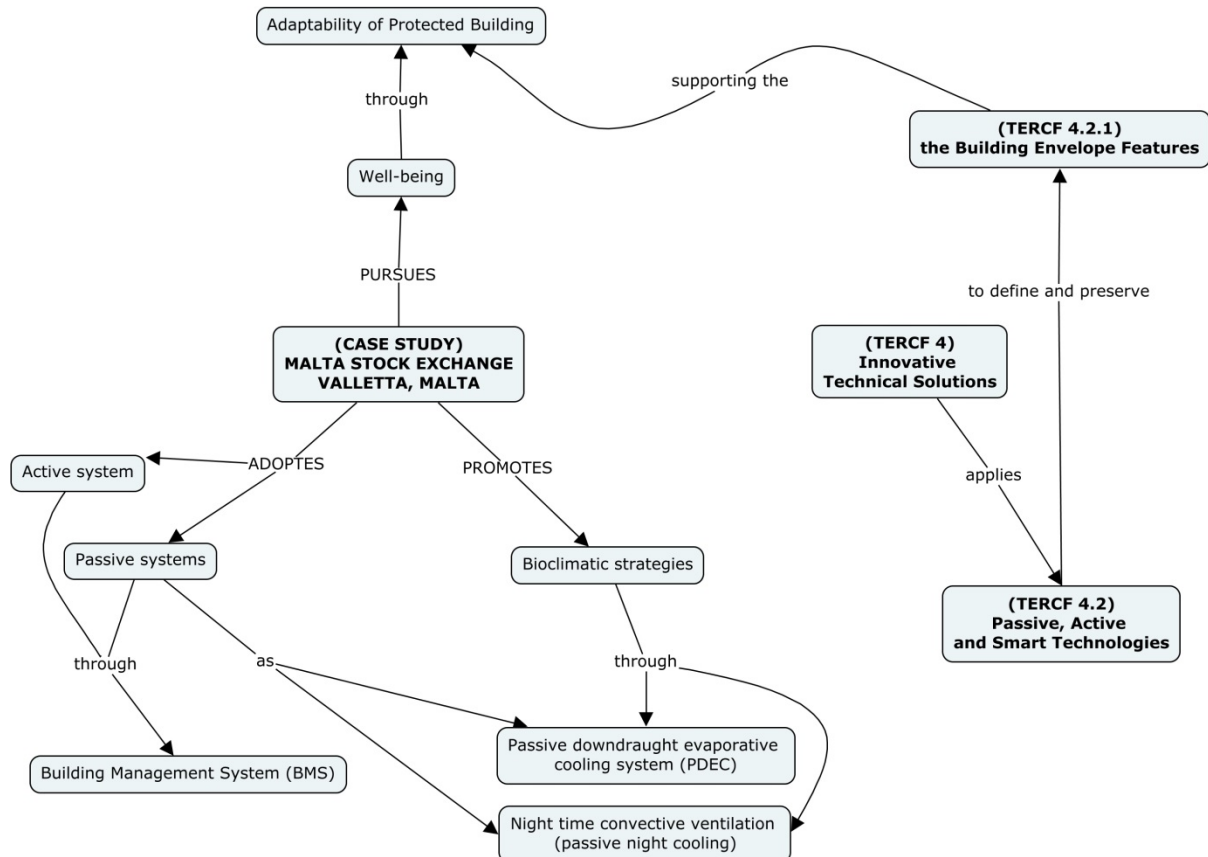 Adaptability of Protected Building
supporting the
through
(TERCF 4.2.1)
the Building Envelope Features
Well-being
PURSUES
to define and preserve
(CASE STUDY)
MALTA STOCK EXCHANGE
VALLETTA, MALTA
(TERCF 4)
Innovative
Technical Solutions
Active system
ADOPTES
PROMOTES
applies
Passive systems
Bioclimatic strategies
(TERCF 4.2)
Passive, Active
and Smart Technologies
through
as
through
Passive downdraught evaporative
cooling system (PDEC)
Building Management System (BMS)
Night time convective ventilation
(passive night cooling)